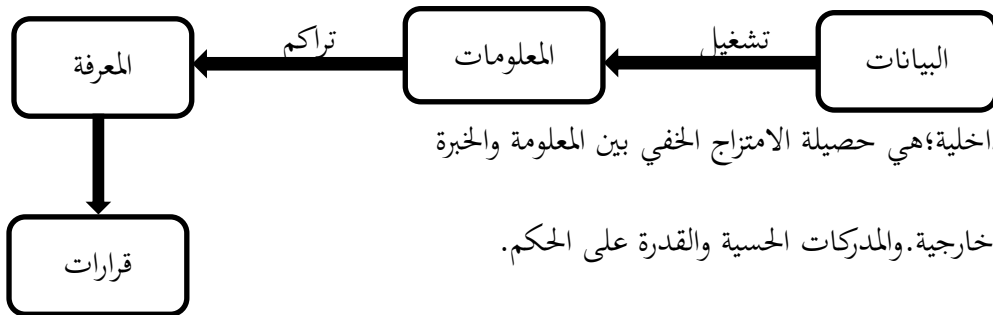 البيانات
تشغيل
المعلومات
تراكم
المعرفة
اخلية؛هي حصيلة الامتزاج الخفي بين المعلومة والخبرة
خارجية.والمدركات الحسية والقدرة على الحكم.
قرارات